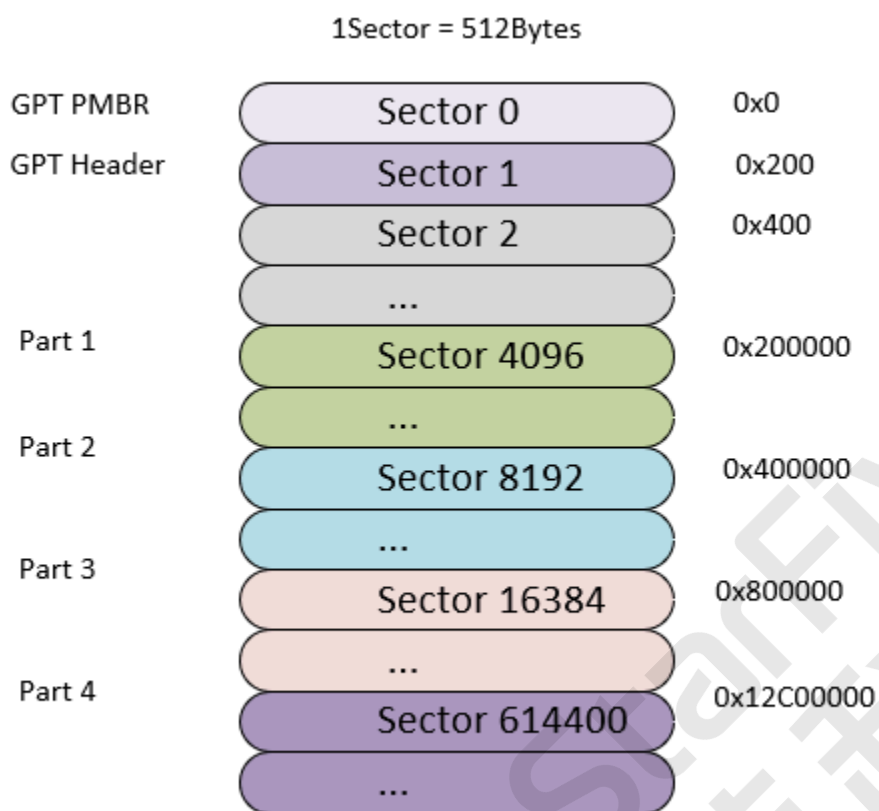 1Sector = 512Bytes
GPT PMBR Sector 0 0x0
GPT Header Sector 1 0x200
Sector 2 0x400
...
Part 1 Sector 4096 0x200000
...
Part 2 Sector 8192 0x400000
...
Part 3 Sector 16384 0x800000
...
Part 4 Sector 614400 0x12C00000
...